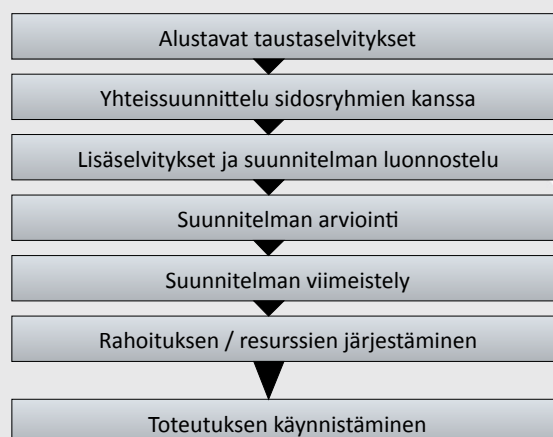 Alustavat taustaselvitykset
Yhteissuunnittelu sidosryhmien kanssa
Lisäselvitykset ja suunnitelman luonnostelu
Suunnitelman arviointi
Suunnitelman viimeistely
Rahoituksen / resurssien järjestäminen
Toteutuksen käynnistäminen